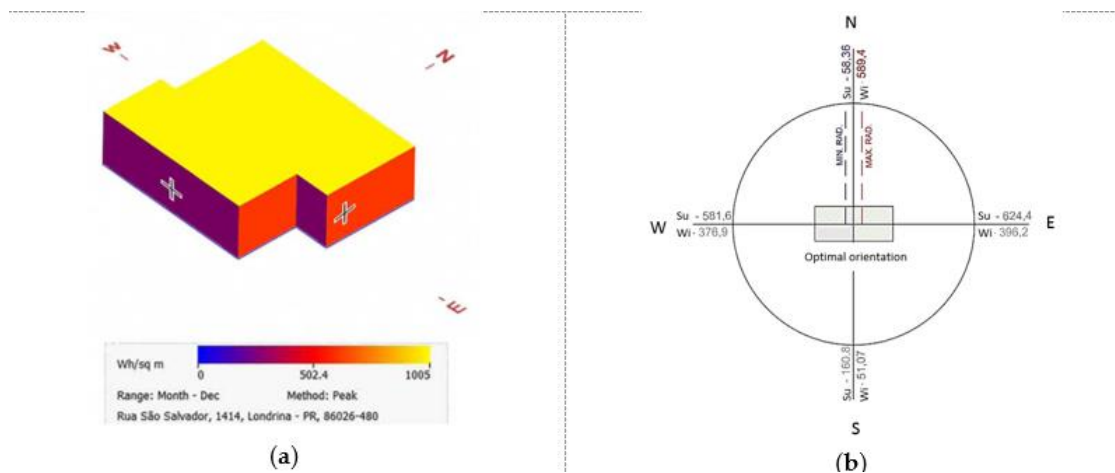 W
N
E
Wh/sq m
0 502.4 1005
Range: Month - Dec Method: Peak
Rua São Salvador, 1414, Londrina - PR, 86026-480
(a)
N
Su - 58,36
Wi - 589,4
MIN. RAD.
MAX. RAD.
W
Su - 581,6
Wi - 376,9
Su - 624,4
Wi - 396,2
E
Optimal orientation
Su - 160,8
Wi - 51,07
S
(b)